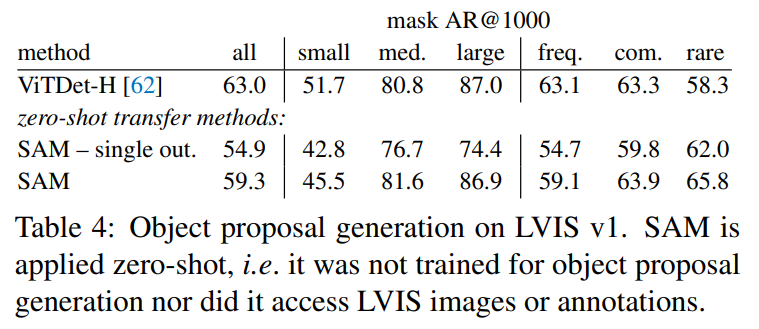 mask AR@1000
method all small med. large freq. com. rare
ViTDet-H [62] 63.0 51.7 80.8 87.0 63.1 63.3 58.3
zero-shot transfer methods:
SAM – single out. 54.9 42.8 76.7 74.4 54.7 59.8 62.0
SAM 59.3 45.5 81.6 86.9 59.1 63.9 65.8
Table 4: Object proposal generation on LVIS v1. SAM is
applied zero-shot, i.e. it was not trained for object proposal
generation nor did it access LVIS images or annotations.